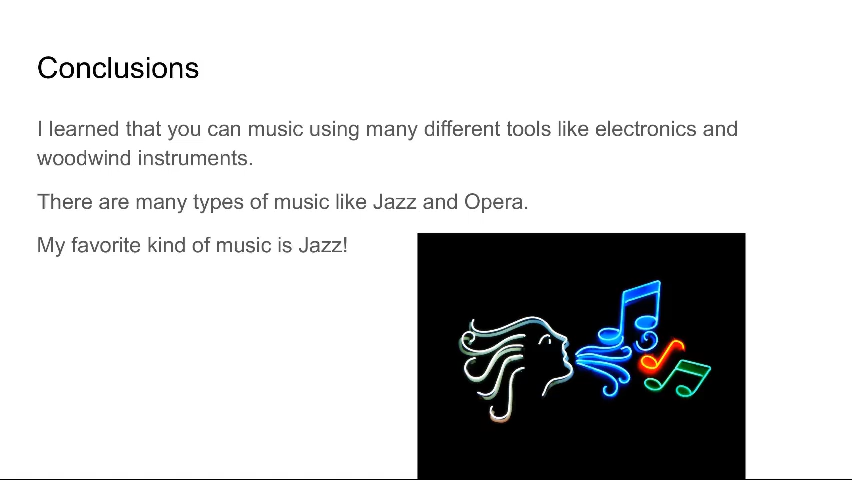 Conclusions
I learned that you can music using many different tools like electronics and
woodwind instruments.
There are many types of music like Jazz and Opera.
My favorite kind of music is Jazz!